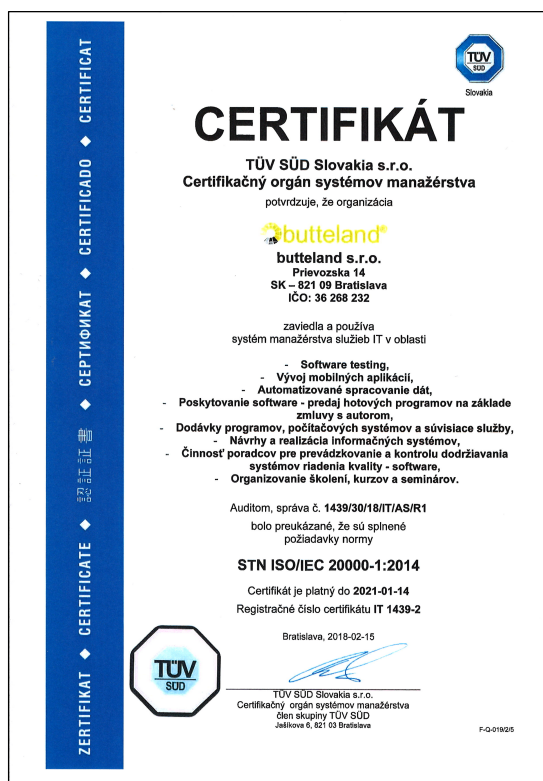 TÜV
SÜD
Slovakia
CERTIFIKÁT
TÜV SÜD Slovakia s.r.o.
Certifikačný orgán systémov manažérstva
potvrdzuje, že organizácia
butteland®
butteland s.r.o.
Prievozska 14
SK – 821 09 Bratislava
IČO: 36 268 232
zaviedla a používa
systém manažérstva služieb IT v oblasti
- Software testing,
- Vývoj mobilných aplikácii,
- Automatizované spracovanie dát,
- Poskytovanie software - predaj hotových programov na základe
zmluvy s autorom,
- Dodávky programov, počítačových systémov a súvisiace služby,
- Návrhy a realizácia informačných systémov,
- Činnosť poradcov pre prevádzkovanie a kontrolu dodržiavania
systémov riadenia kvality - software,
- Organizovanie školení, kurzov a seminárov.
Auditom, správa č. 1439/30/18/IT/AS/R1
bolo preukázané, že sú splnené
požiadavky normy
STN ISO/IEC 20000-1:2014
Certifikát je platný do 2021-01-14
Registračné číslo certifikátu IT 1439-2
Bratislava, 2018-02-15
TÜV SÜD Slovakia s.r.o.
Certifikačný orgán systémov manažérstva
člen skupiny TÜV SÜD
Jašíkova 6, 821 03 Bratislava
F-Q-019/2/5
TÜV
SÜD
ZERTIFIKAT ◆ CERTIFICATE ◆ 認証証書 ◆ СЕРТИФИКАТ ◆ CERTIFICADO ◆ CERTIFICAT